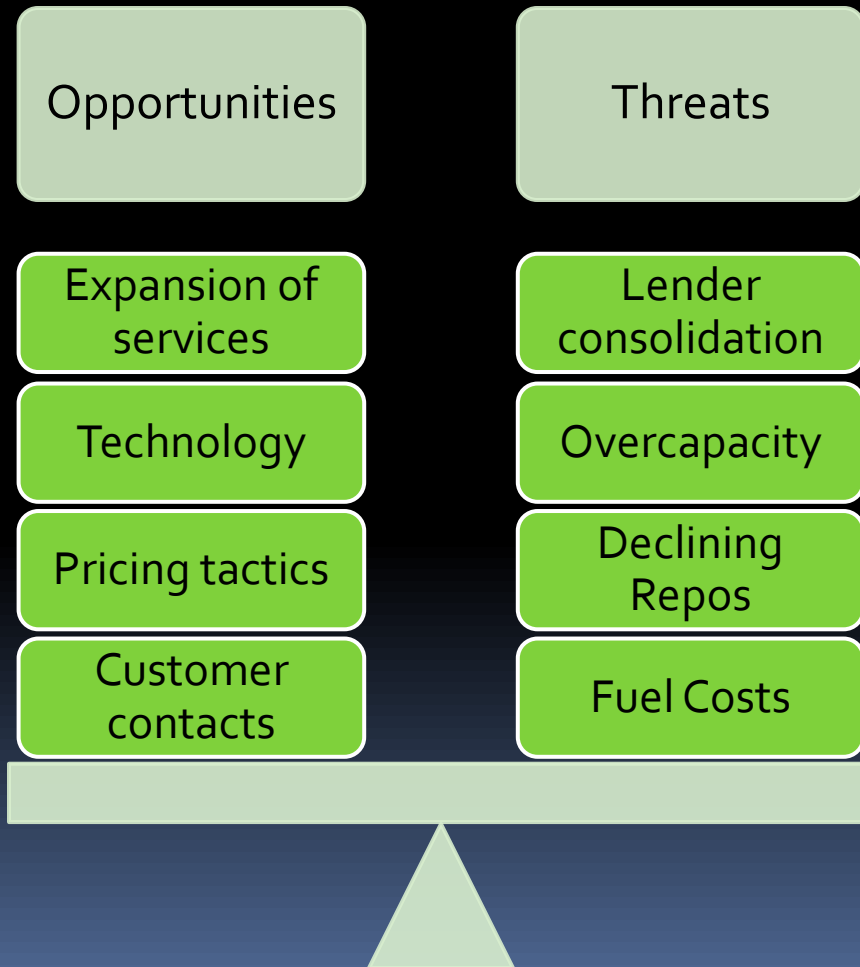 Opportunities
Threats
Expansion of
services
Technology
Pricing tactics
Customer
contacts
Lender
consolidation
Overcapacity
Declining
Repos
Fuel Costs